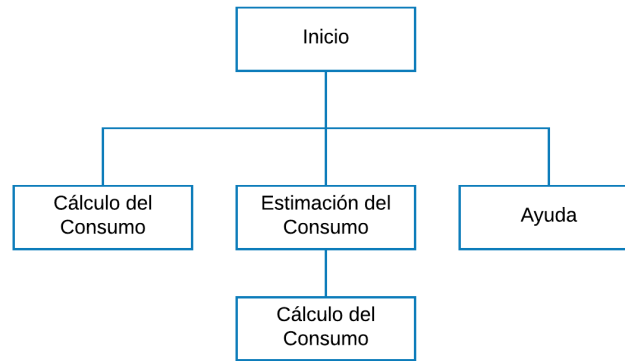 Inicio
Cálculo del
Consumo
Estimación del
Consumo
Ayuda
Cálculo del
Consumo